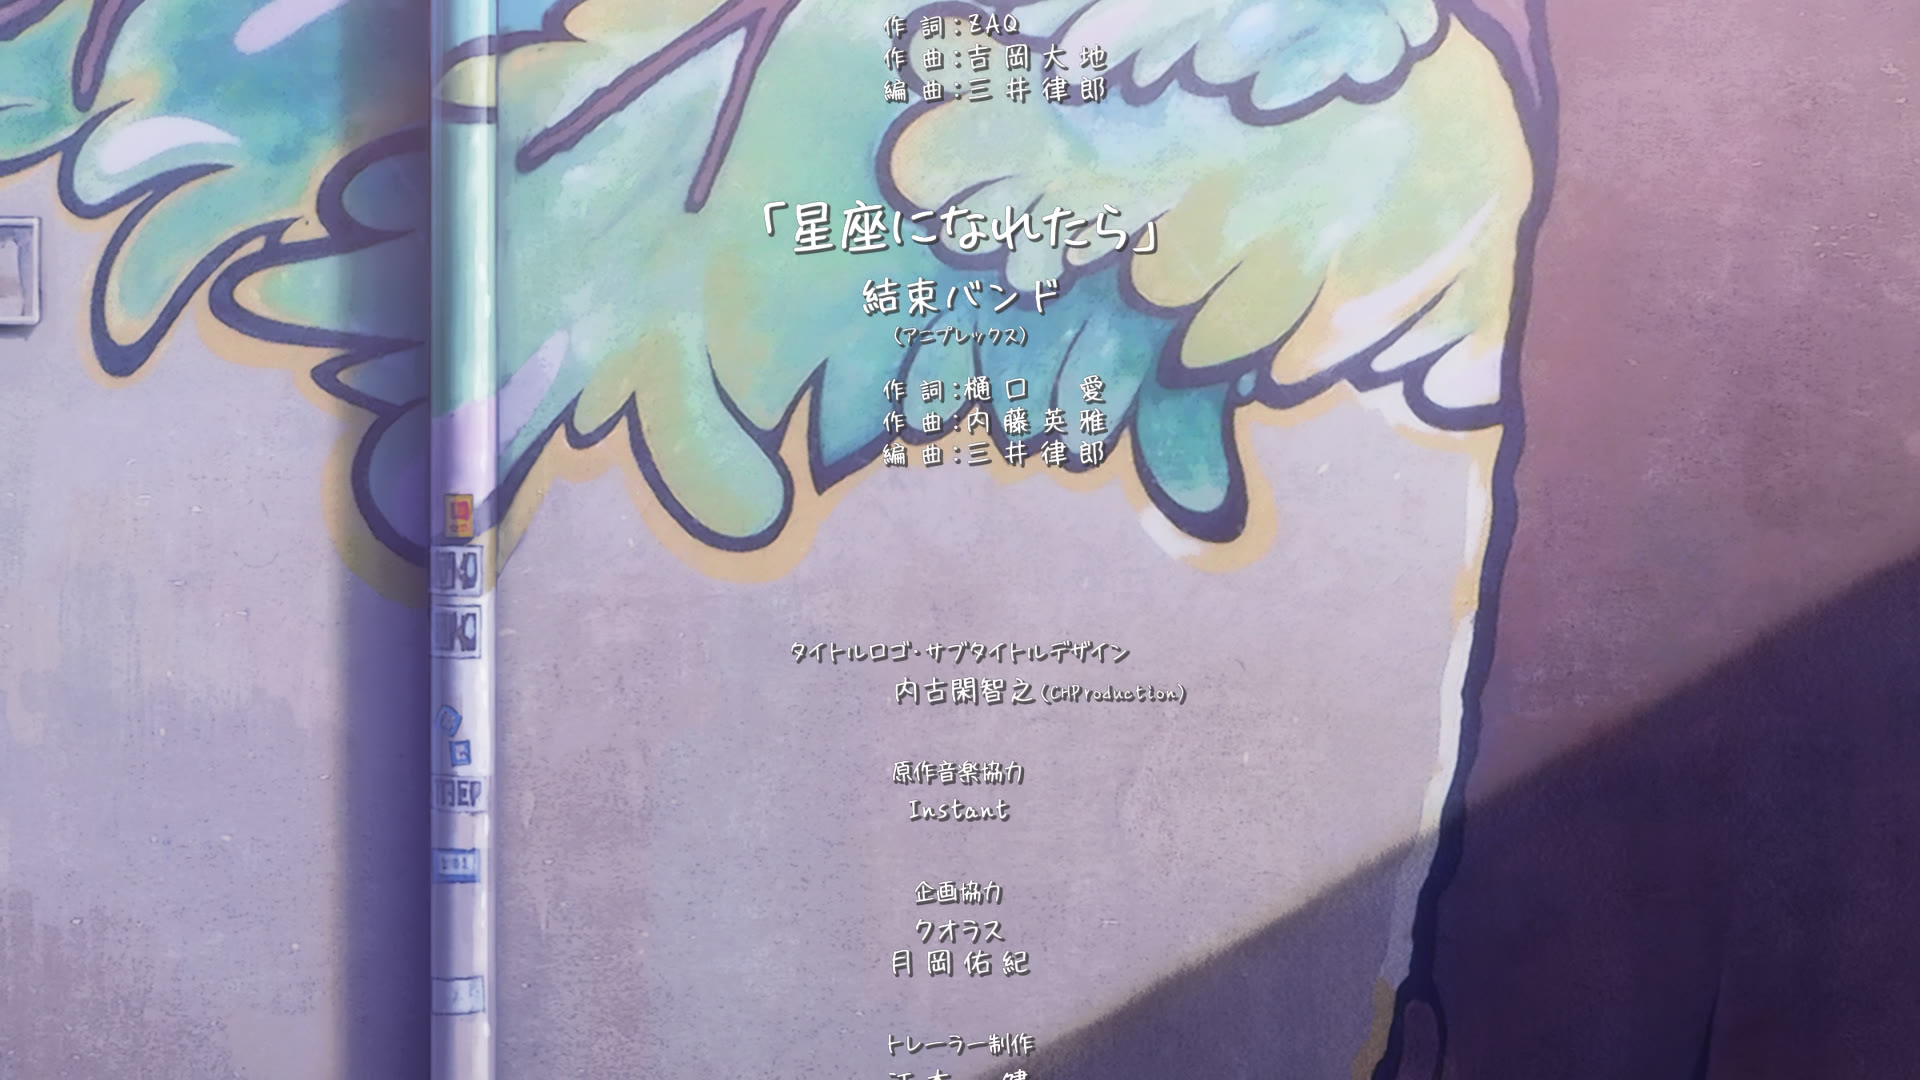 作詞:ZAQ
作曲:吉岡大地
編曲:三井律郎
「星座になれたら」
結束バンド
(アニプレックス)
作詞:樋口 愛
作曲:内藤英雅
編曲:三井律郎
タイトルロゴ・サブタイトルデザイン
内古閑智之(CHProduction)
原作音楽協力
Instant
企画協力
クオラス
月岡佑紀
トレーラー制作